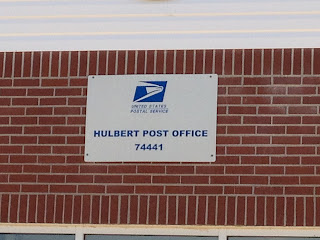 UNITED STATES
POSTAL SERVICE
HULBERT POST OFFICE
74441